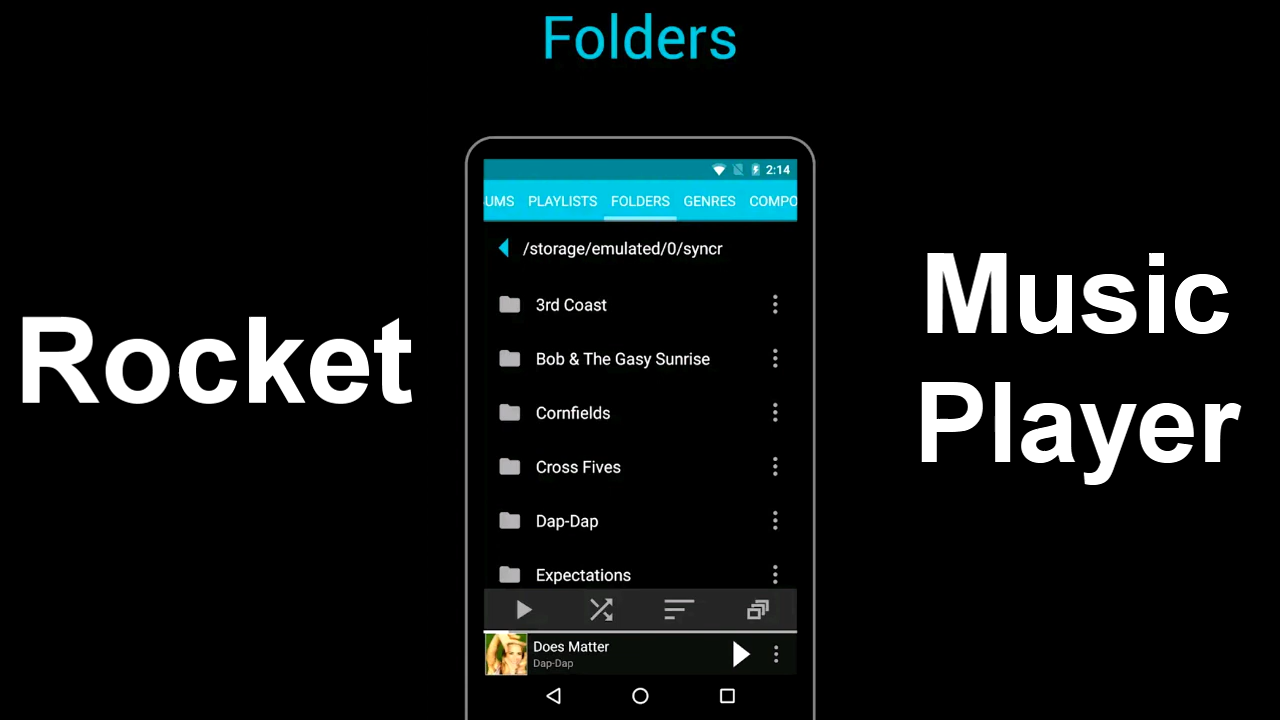 Folders
2:14
UMS PLAYLISTS FOLDERS GENRES COMPO
/storage/emulated/0/syncr
3rd Coast
Bob & The Gasy Sunrise
Cornfields
Cross Fives
Dap-Dap
Expectations
Does Matter
Dap-Dap
Rocket
Music
Player